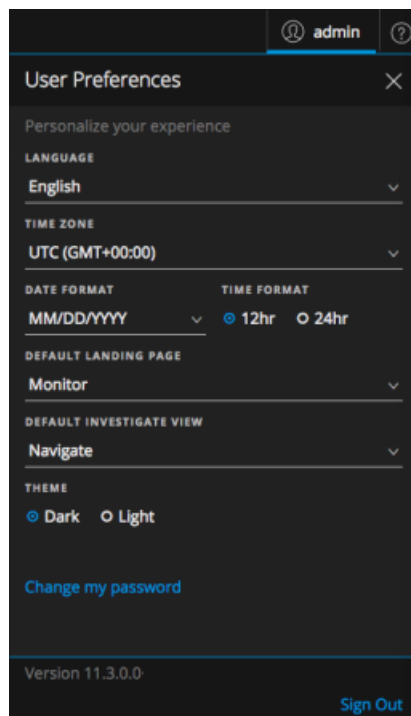 admin ?
User Preferences
Personalize your experience
LANGUAGE
English
TIME ZONE
UTC (GMT+00:00)
DATE FORMAT TIME FORMAT
MM/DD/YYYY 12hr 24hr
DEFAULT LANDING PAGE
Monitor
DEFAULT INVESTIGATE VIEW
Navigate
THEME
Dark Light
Change my password
Version 11.3.0.0
Sign Out